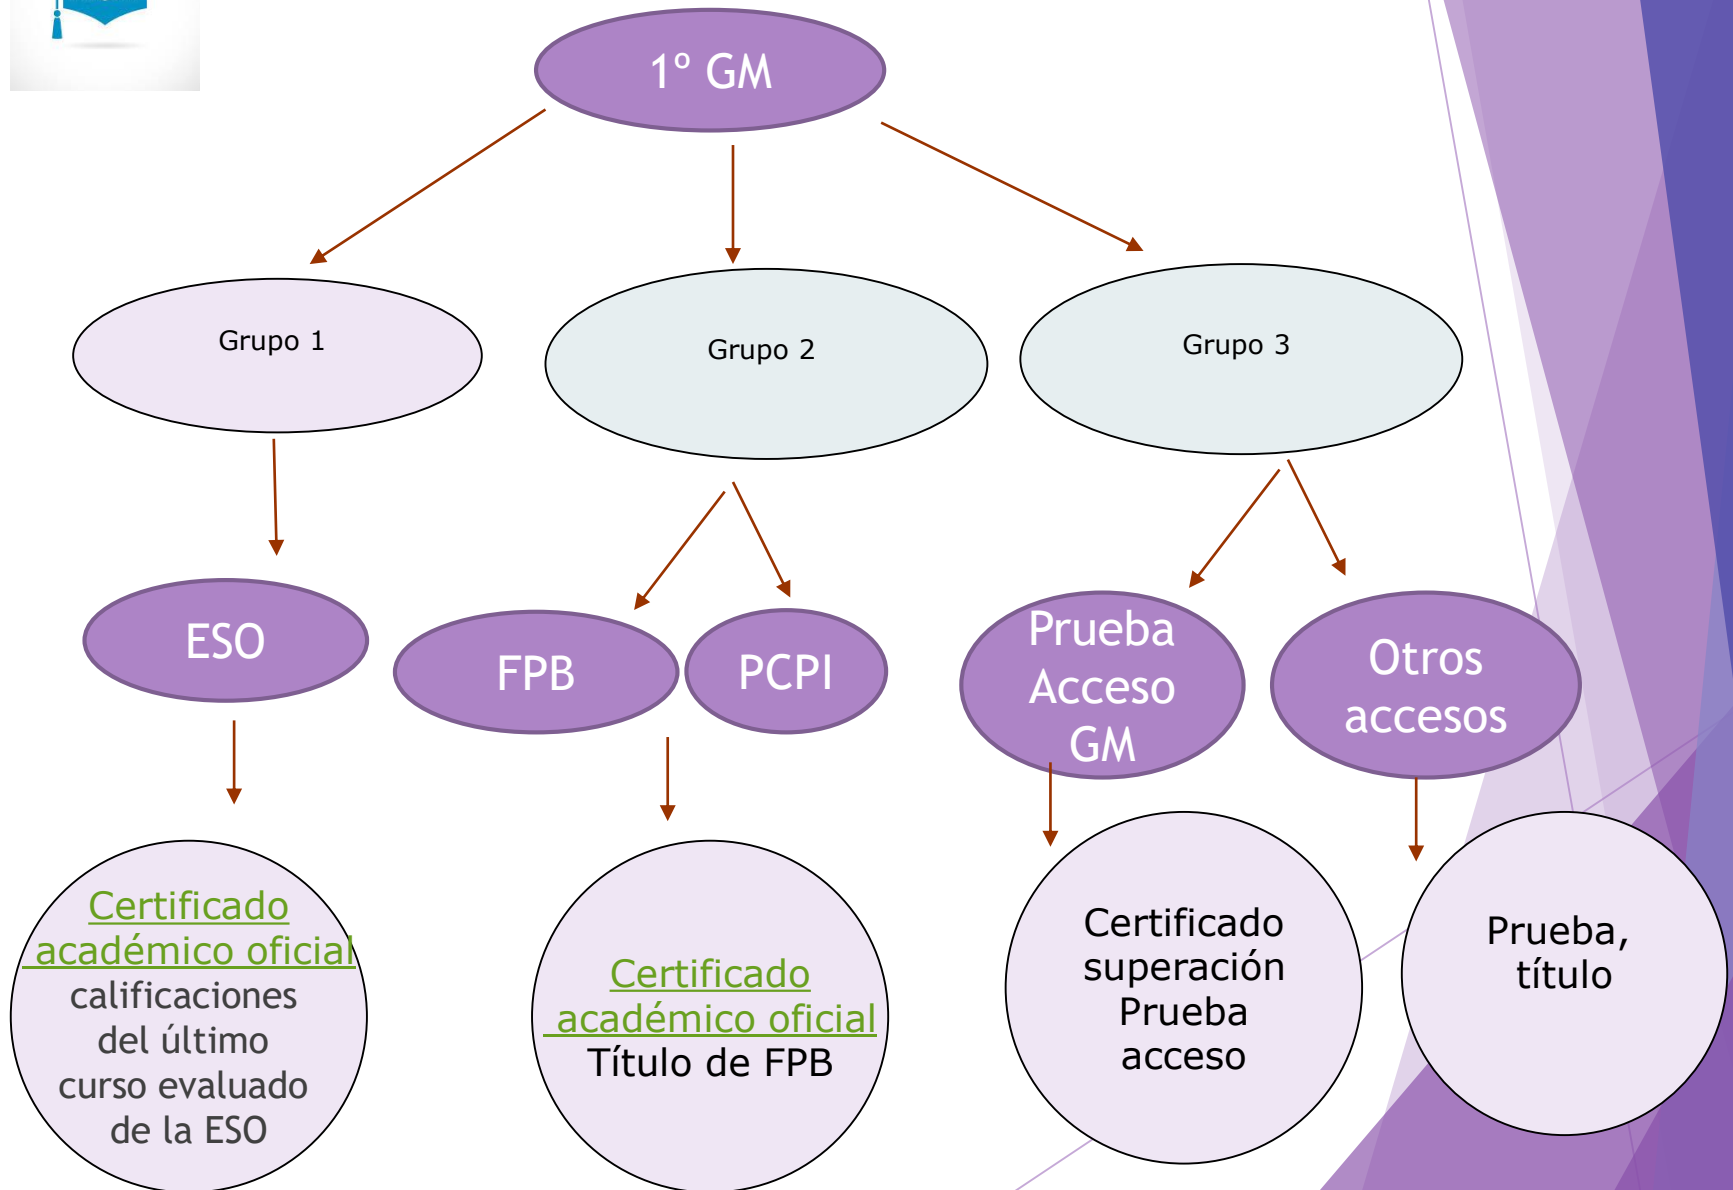 1º GM
Grupo 1
Grupo 2
Grupo 3
ESO
FPB
PCPI
Prueba
Acceso
GM
Otros
accesos
Certificado
académico oficial
calificaciones
del último
curso evaluado
de la ESO
Certificado
académico oficial
Título de FPB
Certificado
superación
Prueba
acceso
Prueba,
título